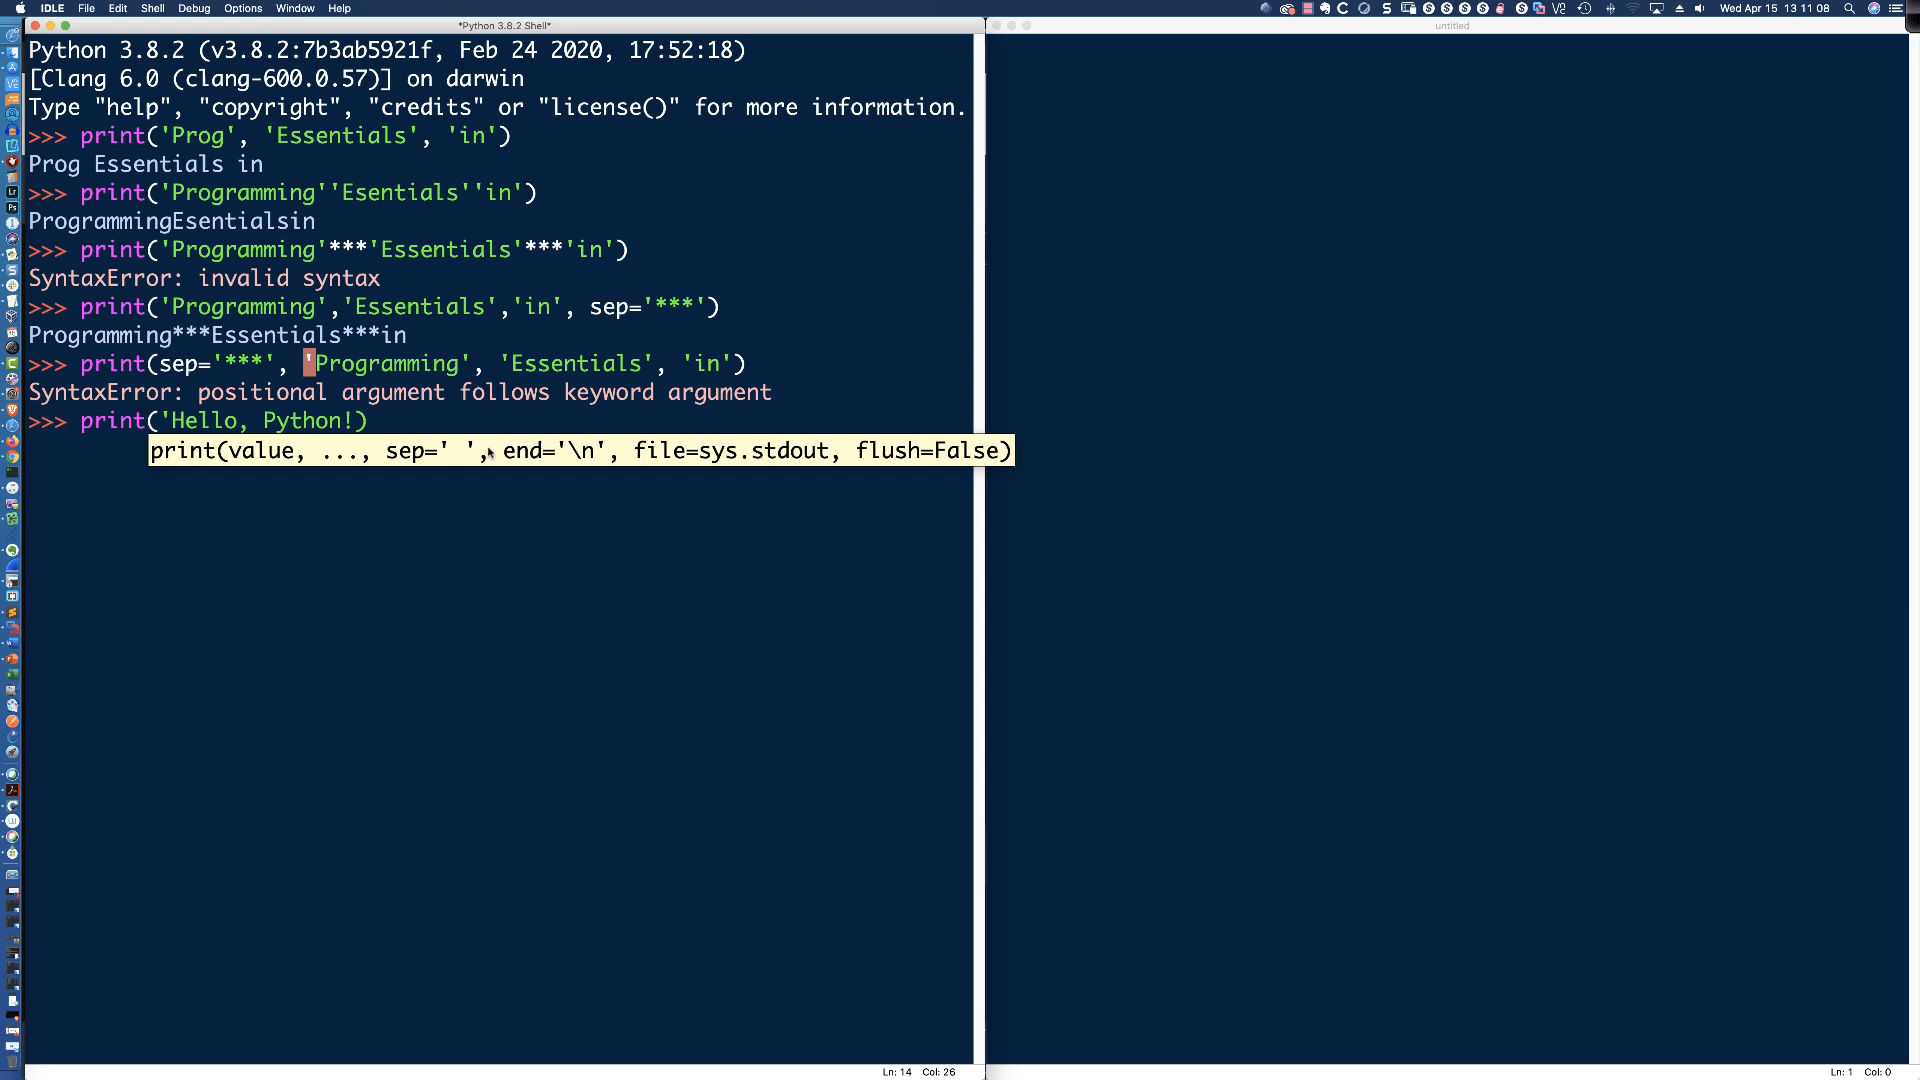 IDLE File Edit Shell Debug Options Window Help
Wed Apr 15 13 11 08
*Python 3.8.2 Shell*
untitled
Python 3.8.2 (v3.8.2:7b3ab5921f, Feb 24 2020, 17:52:18)
[Clang 6.0 (clang-600.0.57)] on darwin
Type "help", "copyright", "credits" or "license()" for more information.
>>> print('Prog', 'Essentials', 'in')
Prog Essentials in
>>> print('Programming''Esentials''in')
ProgrammingEsentialsin
>>> print('Programming'***'Essentials'***'in')
SyntaxError: invalid syntax
>>> print('Programming','Essentials','in', sep='***')
Programming***Essentials***in
>>> print(sep='***', 'Programming', 'Essentials', 'in')
SyntaxError: positional argument follows keyword argument
>>> print('Hello, Python!)
print(value, ..., sep=' ', end='\n', file=sys.stdout, flush=False)
Ln: 14 Col: 26
Ln: 1 Col: 0